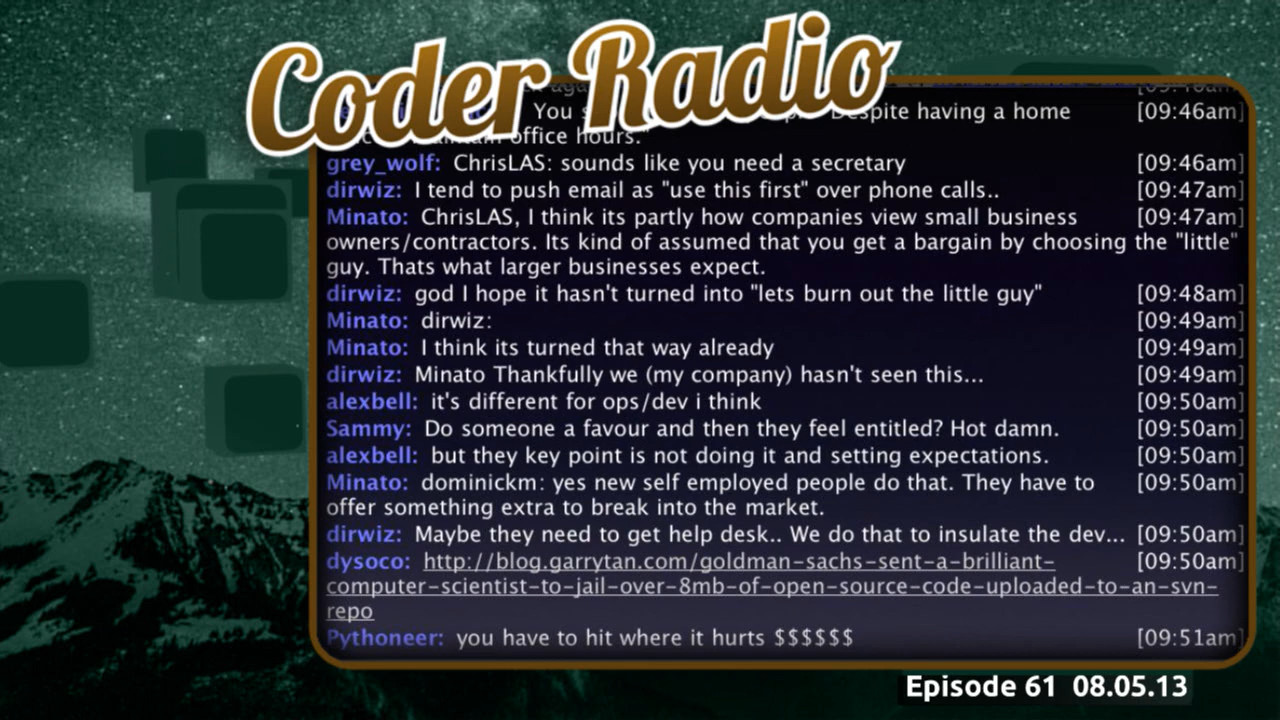 Coder Radio
You
Despite having a home [09:46am]
office hours."
grey_wolf: ChrisLAS: sounds like you need a secretary [09:46am]
dirwiz: I tend to push email as "use this first" over phone calls.. [09:47am]
Minato: ChrisLAS, I think its partly how companies view small business [09:47am]
owners/contractors. Its kind of assumed that you get a bargain by choosing the "little"
guy. Thats what larger businesses expect.
dirwiz: god I hope it hasn't turned into "lets burn out the little guy" [09:48am]
Minato: dirwiz: [09:49am]
Minato: I think its turned that way already [09:49am]
dirwiz: Minato Thankfully we (my company) hasn't seen this... [09:49am]
alexbell: it's different for ops/dev i think [09:50am]
Sammy: Do someone a favour and then they feel entitled? Hot damn. [09:50am]
alexbell: but they key point is not doing it and setting expectations. [09:50am]
Minato: dominickm: yes new self employed people do that. They have to [09:50am]
offer something extra to break into the market.
dirwiz: Maybe they need to get help desk.. We do that to insulate the dev... [09:50am]
dysoco: http://blog.garrytan.com/goldman-sachs-sent-a-brilliant- [09:50am]
computer-scientist-to-jail-over-8mb-of-open-source-code-uploaded-to-an-svn-
repo
Pythoneer: you have to hit where it hurts $$$$$$ [09:51am]
Episode 61 08.05.13